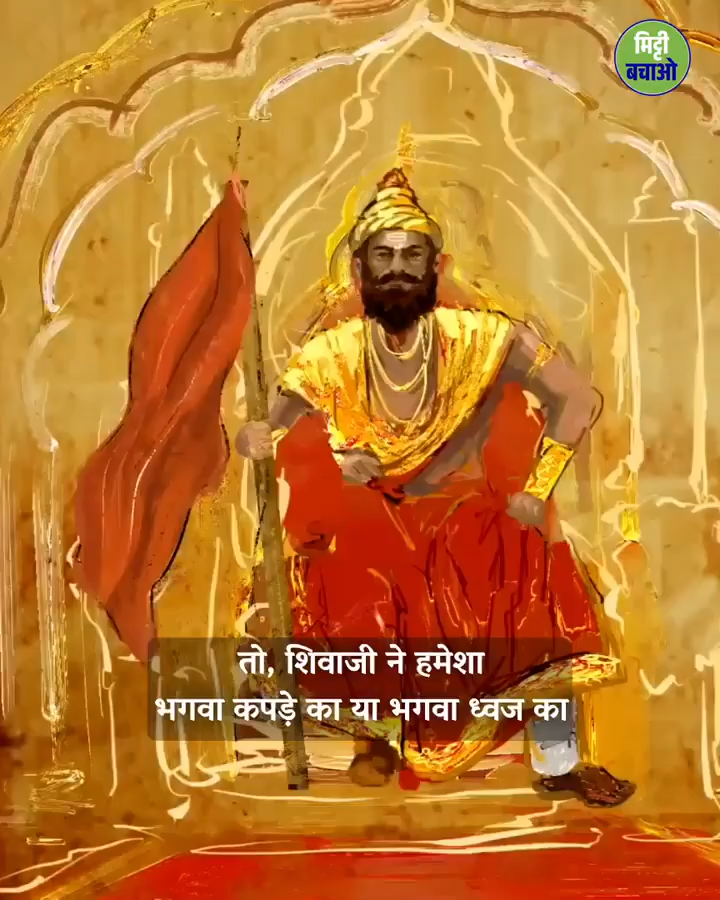 मिट्टी
बचाओ
तो, शिवाजी ने हमेशा
भगवा कपड़े का या भगवा ध्वज का